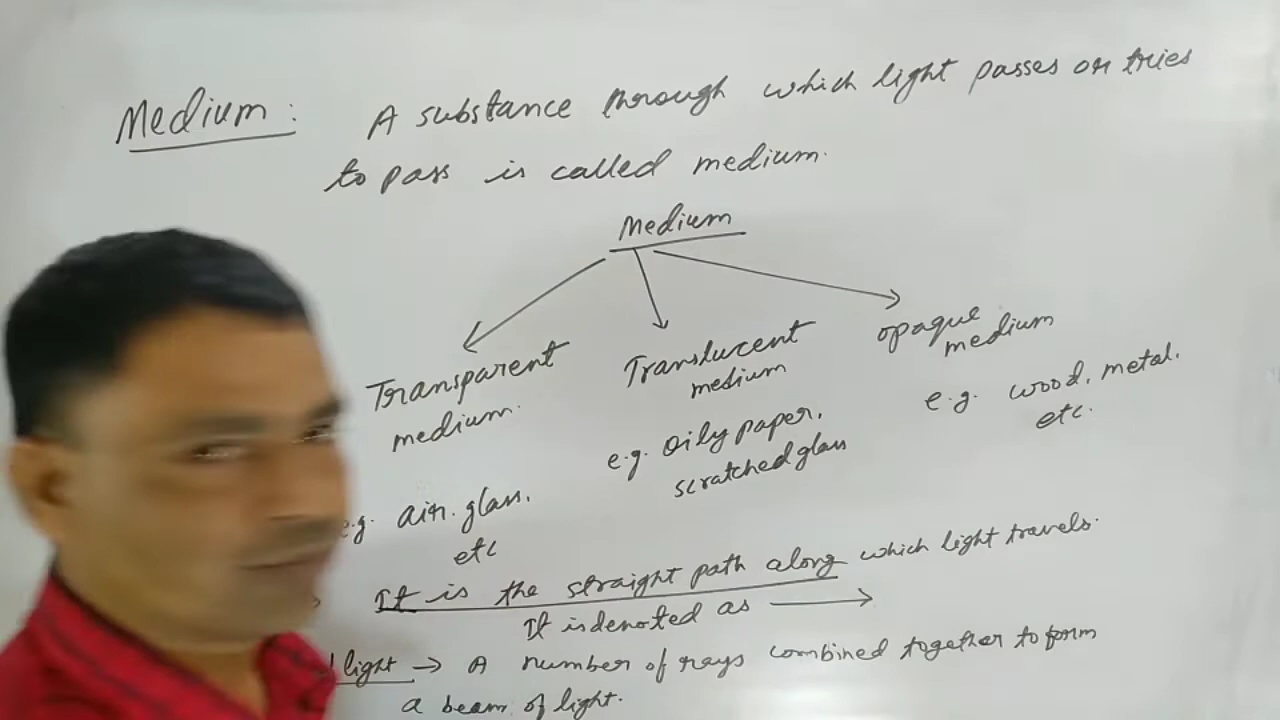 Medium : A substance through which light passes or tries
to pass is called medium.
Medium
Transparent
medium.
e.g. air. glass.
etc
Translucent
medium
e.g. oily paper.
scratched glass
opaque
medium
e.g. wood. metal.
etc.
It is the straight path along which light travels.
It is denoted as →
light → A number of rays combined together to form
a beam of light.